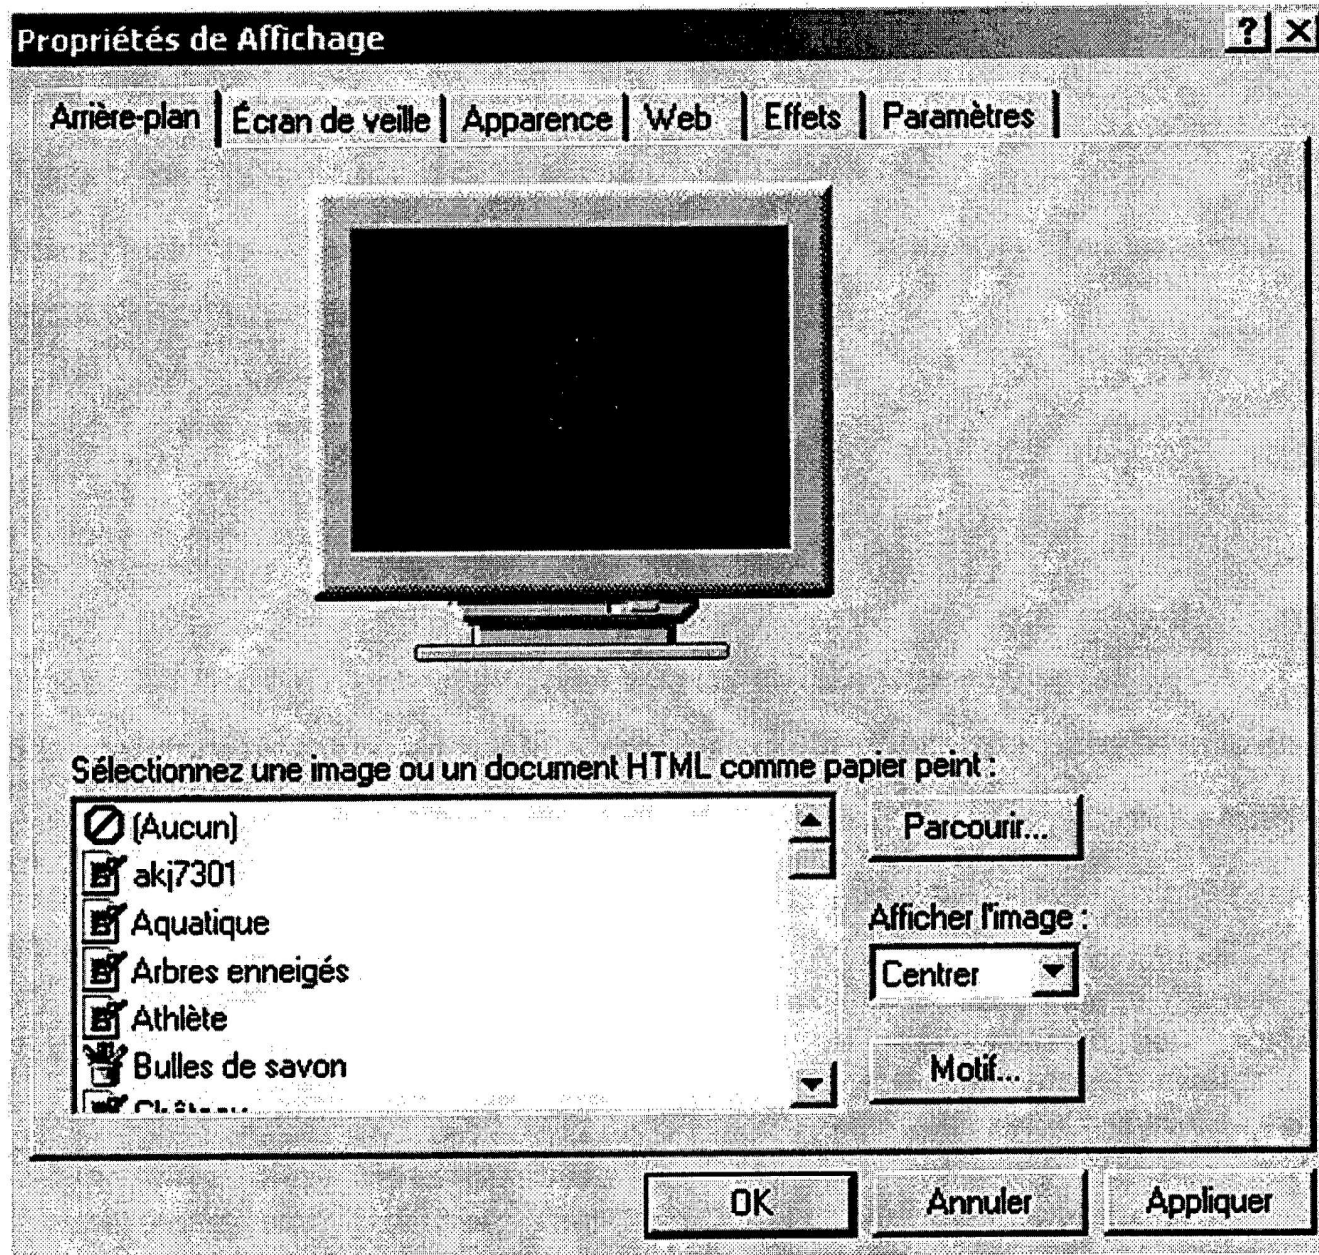 Propriétés de Affichage
Arrière-plan Écran de veille Apparence Web Effets Paramètres
Sélectionnez une image ou un document HTML comme papier peint :
(Aucun)
akj7301
Aquatique
Arbres enneigés
Athlète
Bulles de savon
Parcourir...
Afficher l'image :
Centrer
Motif...
OK Annuler Appliquer